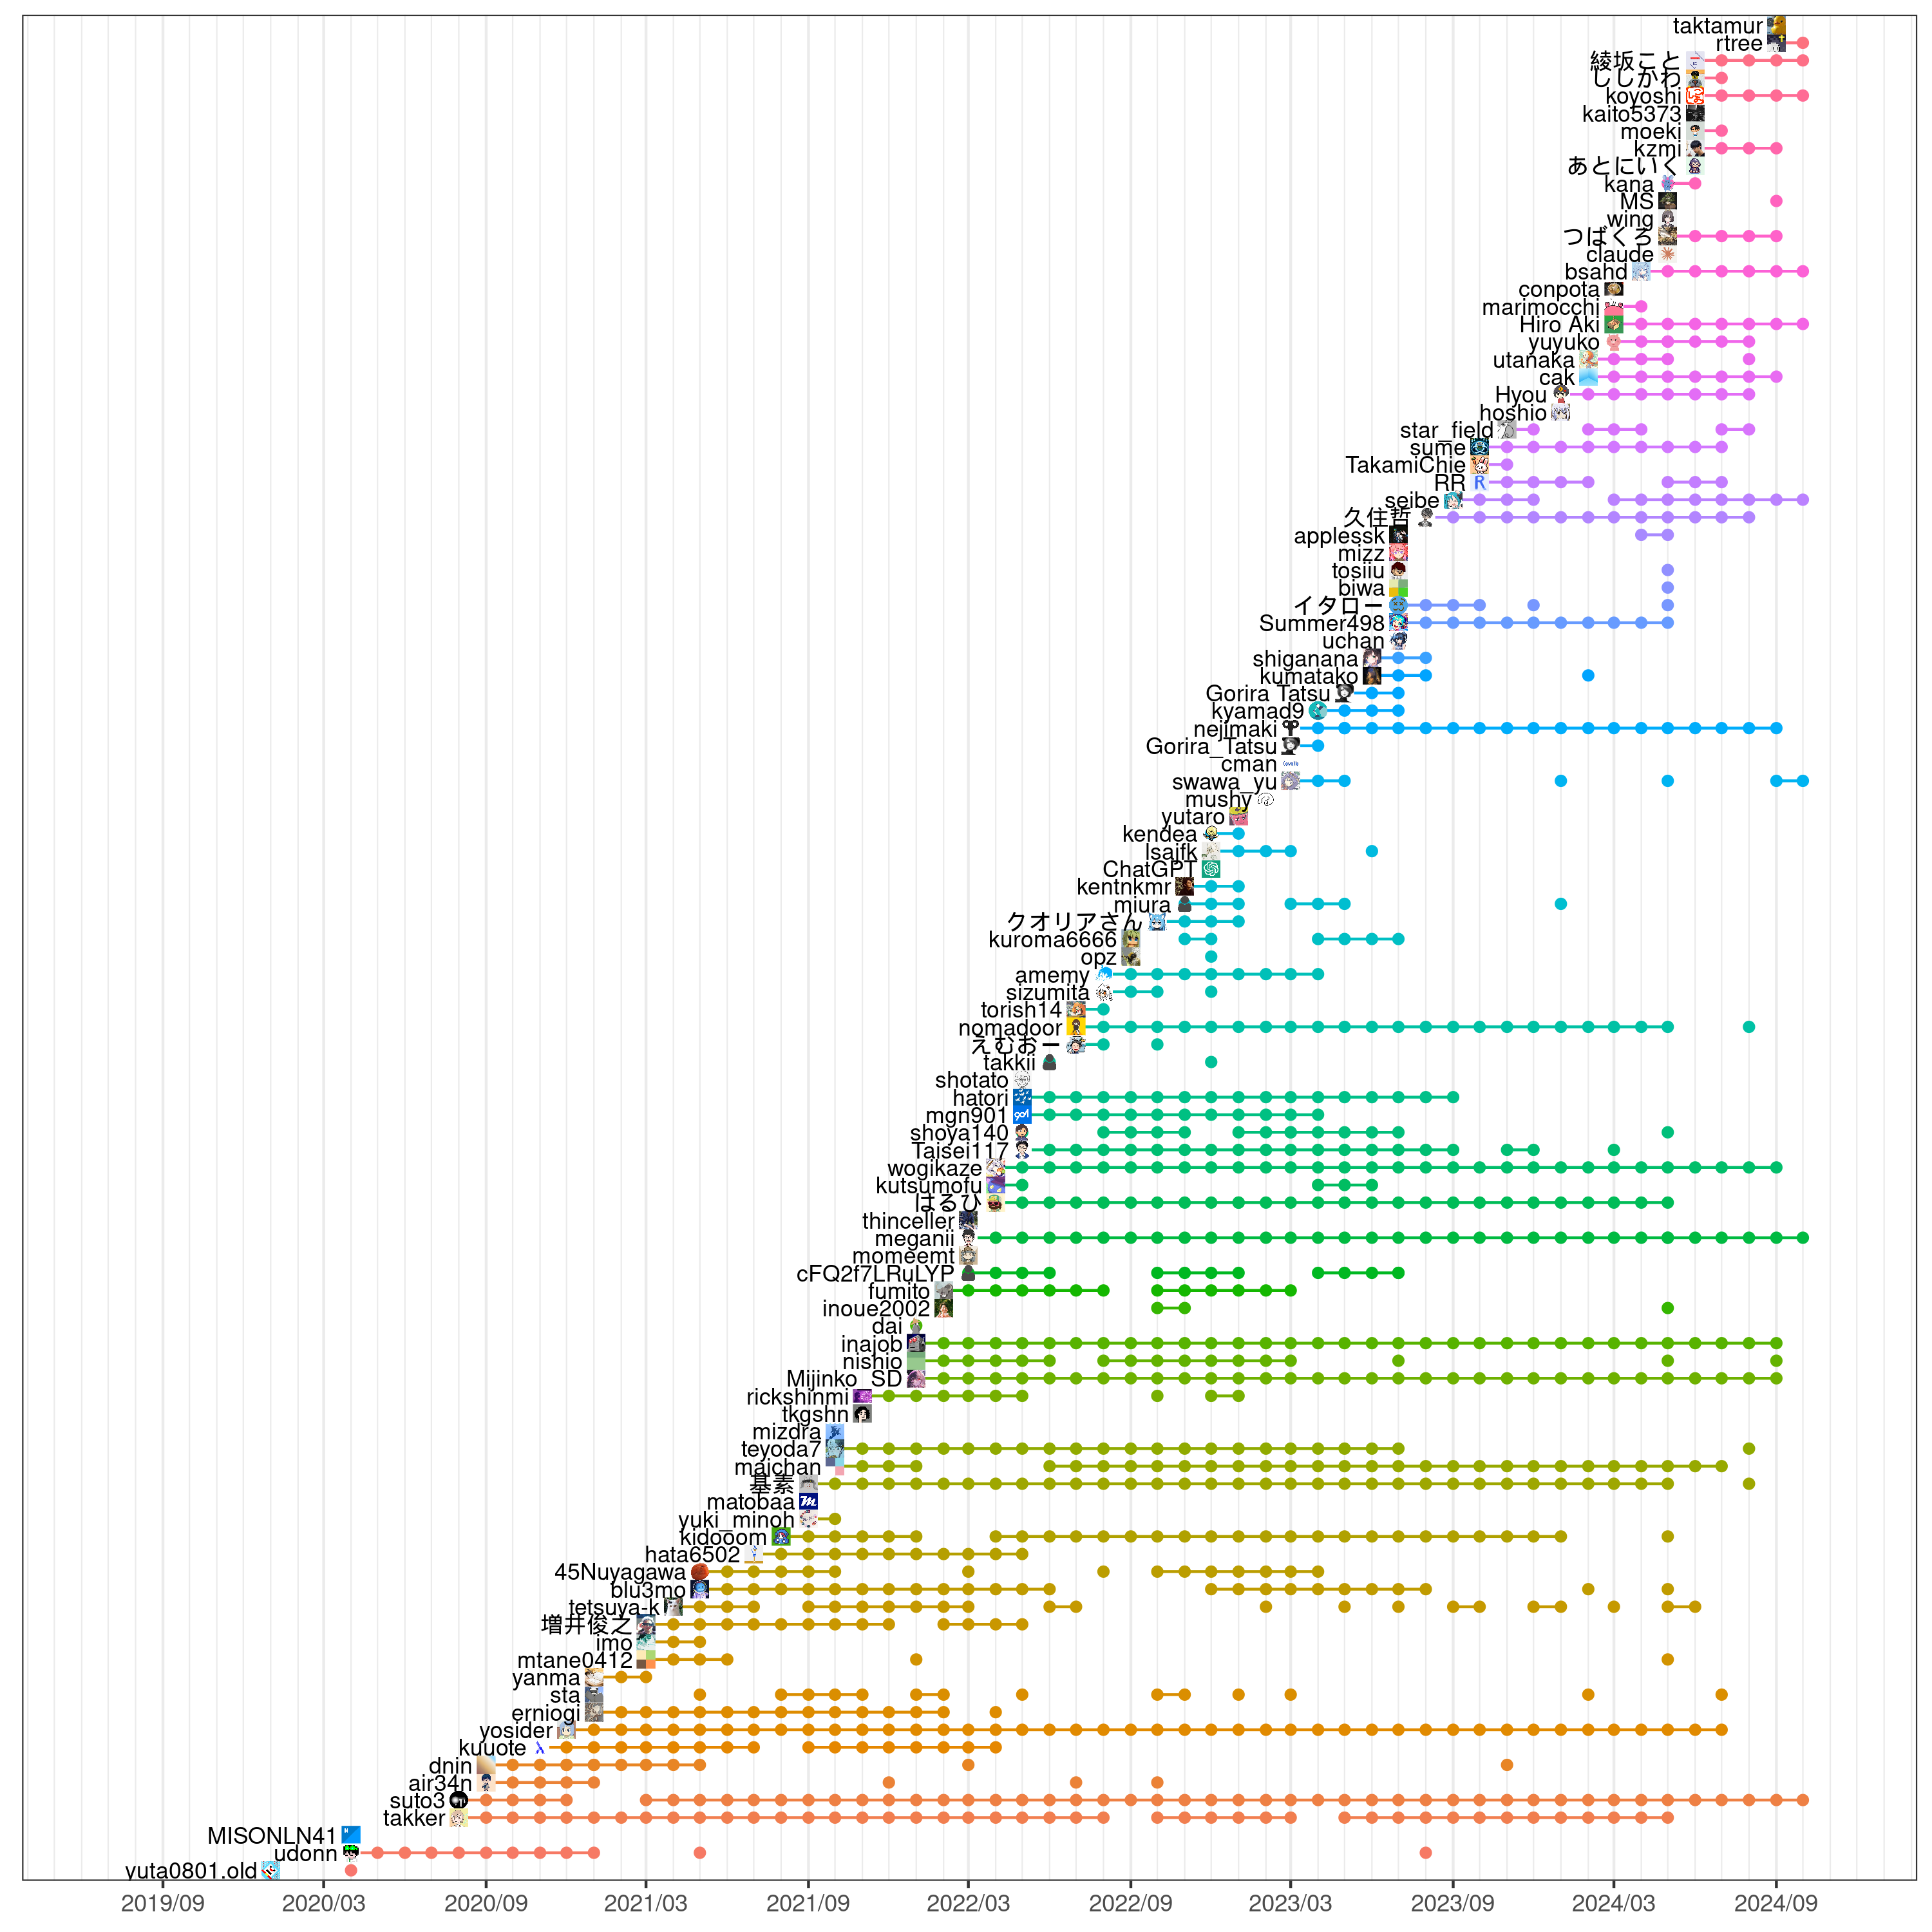 taktamur
rtree
綾坂こと
ししかわ
koyoshi
kaito5373
moeki
kzmi
あとにいく
kana
MS
wing
つばくろ
claude
bsahd
conpota
marimocchi
Hiro Aki
yuyuko
utanaka
cak
Hyou
hoshio
star_field
sume
TakamiChie
RR
seibe
久住哲
applessk
mizz
tosiiu
biwa
イタロー
Summer498
uchan
shiganana
kumatako
Gorira Tatsu
kyamad9
nejimaki
Gorira_Tatsu
cman
swawa_yu
mushy
yutaro
kendea
lsajfk
ChatGPT
kentnkmr
miura
クオリアさん
kuroma6666
opz
amemy
sizumita
torish14
nomadoor
えむおー
takkii
shotato
hatori
mgn901
shoya140
Taisei117
wogikaze
kutsumofu
はるひ
thinceller
meganii
momeemt
cFQ2f7LRuLYP
fumito
inoue2002
dai
inajob
nishio
Mijinko_SD
rickshinmi
tkgshn
mizdra
teyoda7
maichan
基素
matobaa
yuki_minoh
kidooom
hata6502
45Nuyagawa
blu3mo
tetsuya-k
増井俊之
imo
mtane0412
yanma
sta
erniogi
yosider
kuuote
dnin
air34n
suto3
takker
MISONLN41
udonn
yuta0801.old
2019/09 2020/03 2020/09 2021/03 2021/09 2022/03 2022/09 2023/03 2023/09 2024/03 2024/09